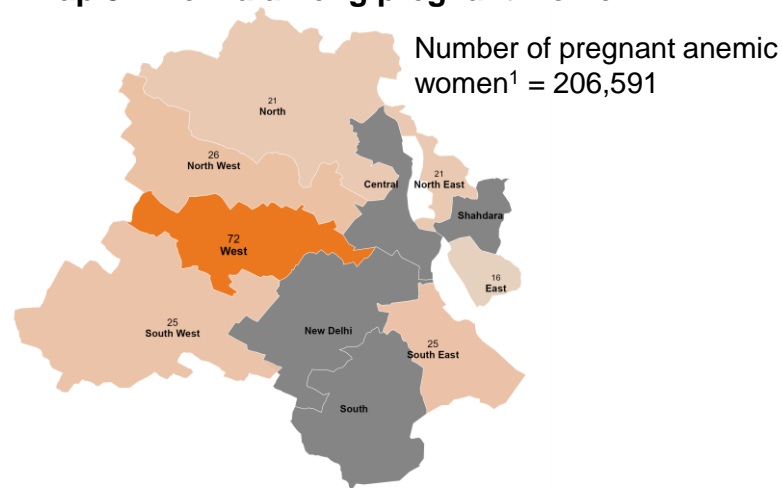 Number of pregnant anemic
women¹ = 206,591
21
North
26
North West
Central
21
North East
Shahdara
72
West
16
East
25
South West
New Delhi
25
South East
South